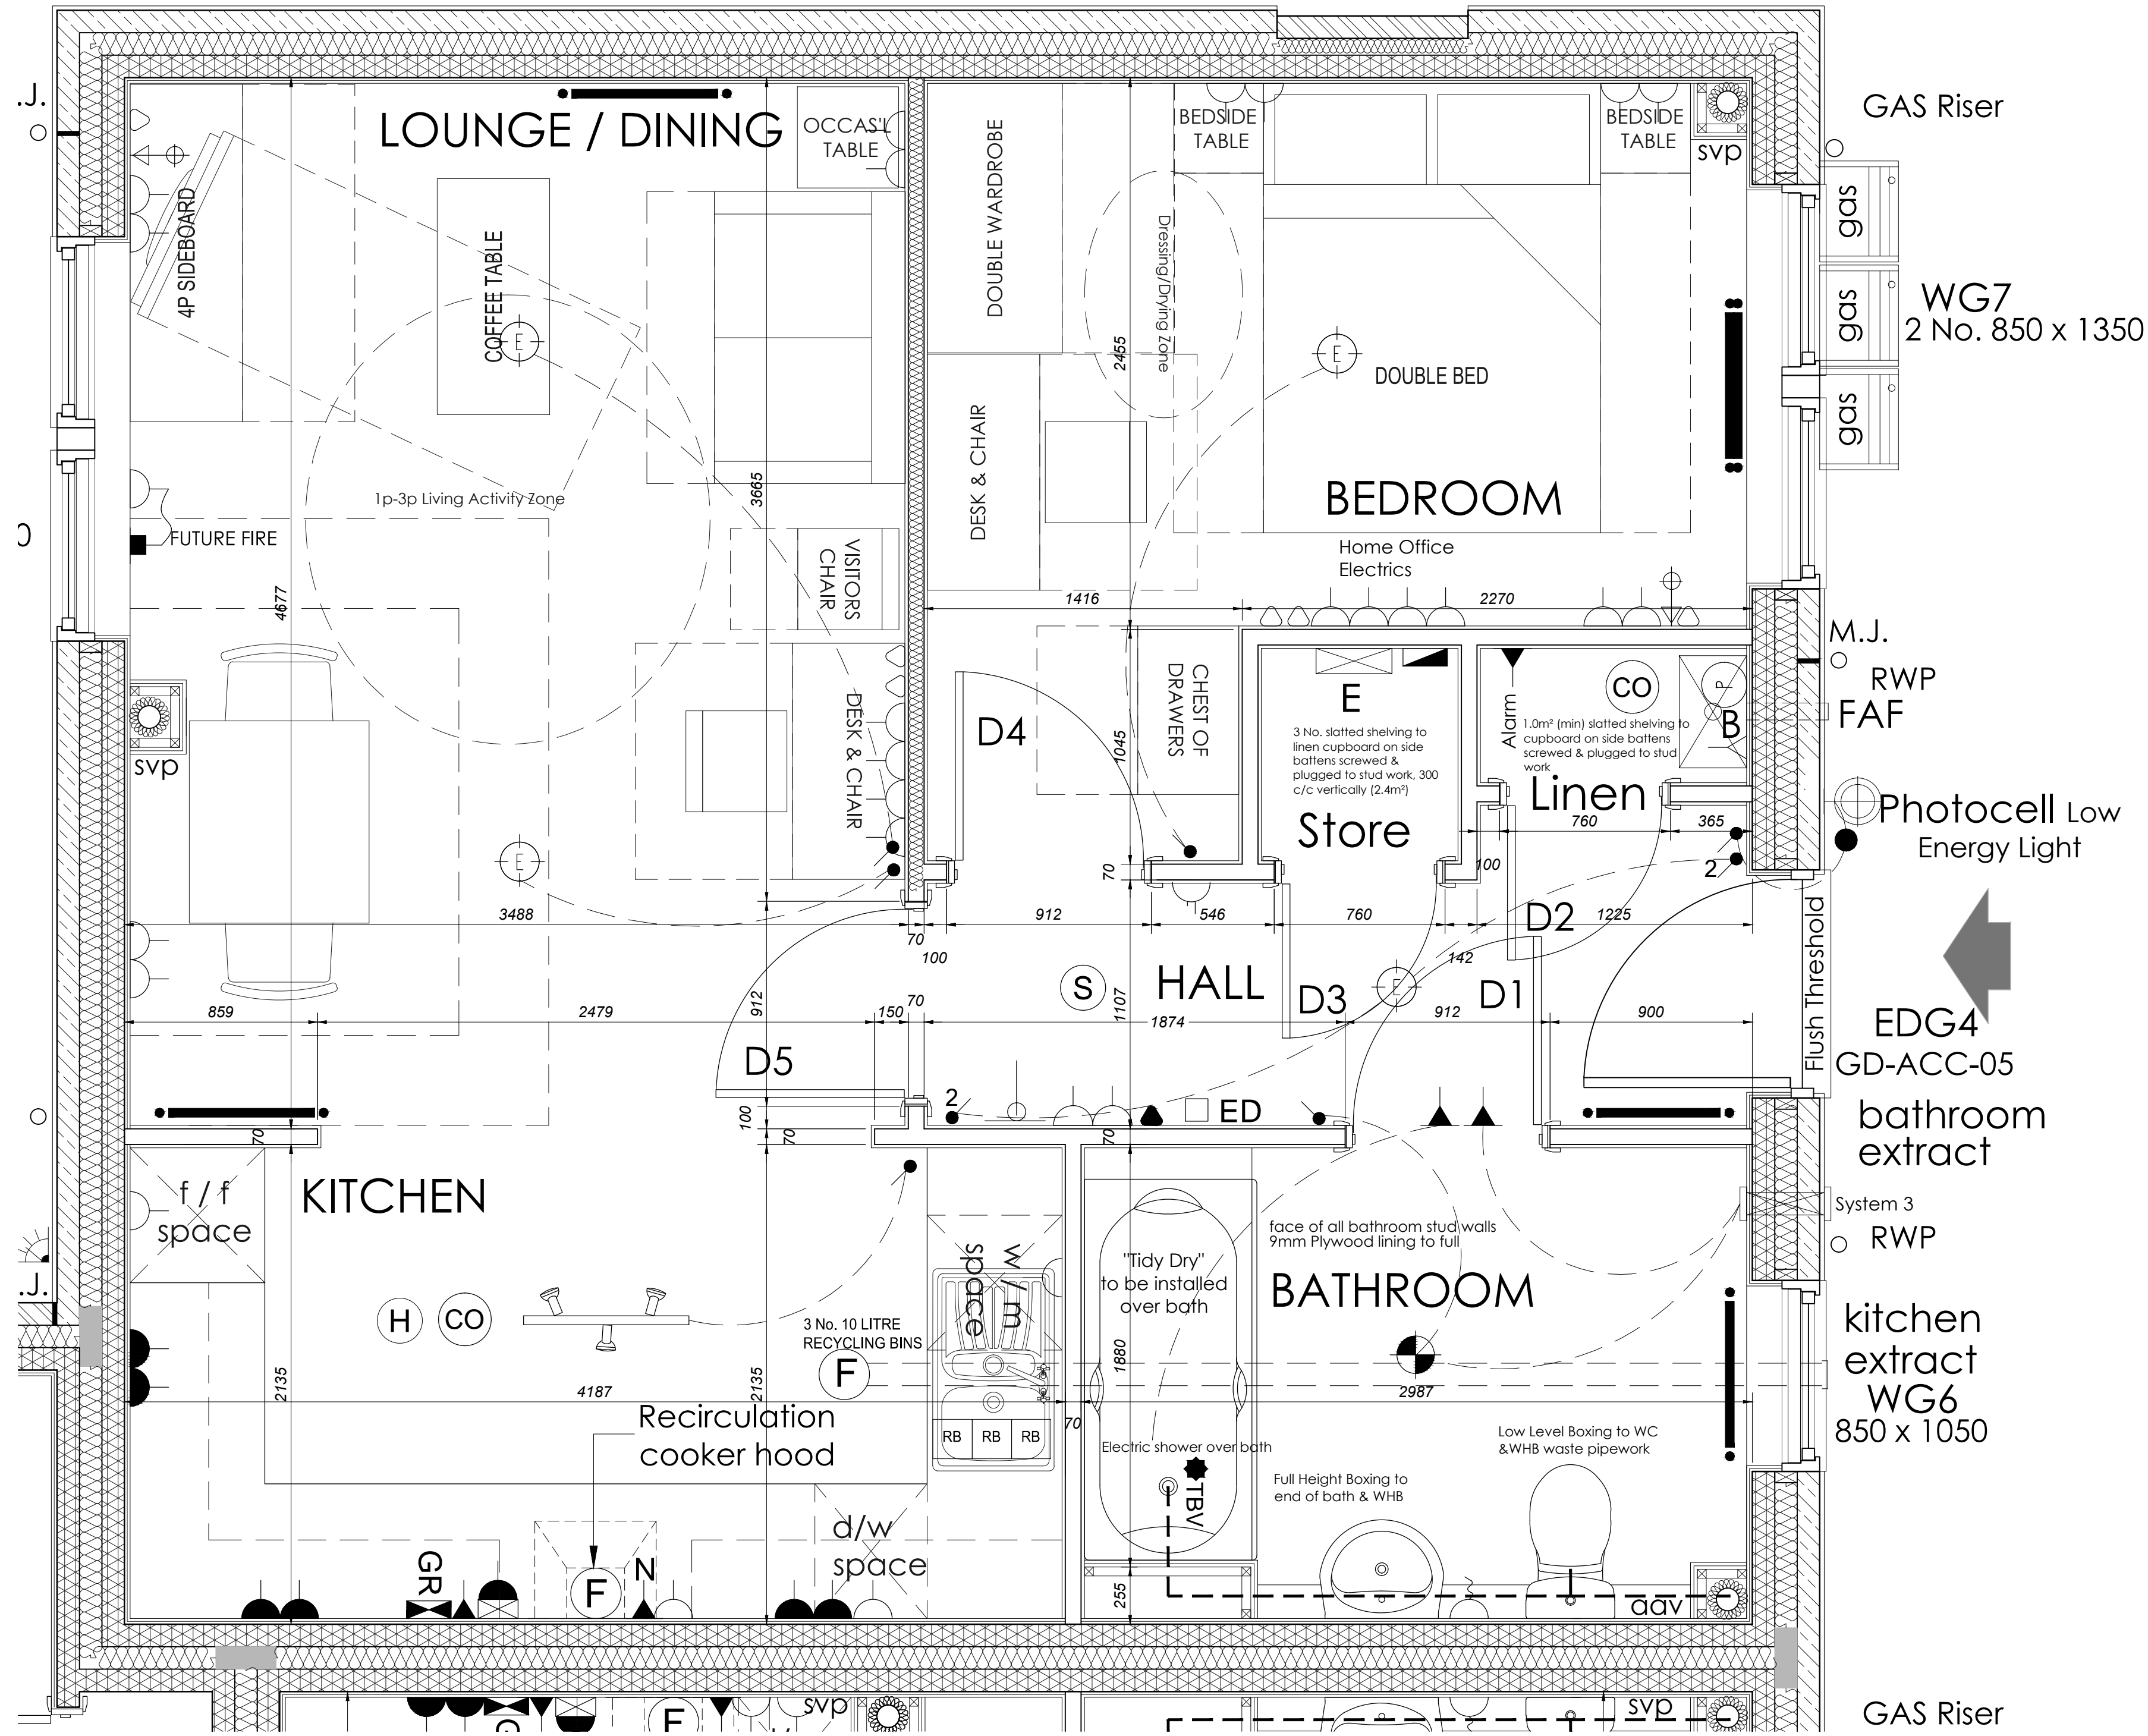 .J.
LOUNGE / DINING
OCCAS'L
TABLE
4P SIDEBOARD
COFFEE TABLE
E
1p-3p Living Activity Zone
3665
FUTURE FIRE
4677
VISITORS
CHAIR
DESK & CHAIR
svp
E
3488
70
100
859
2479
150
70
912
D5
100
70
70
DOUBLE WARDROBE
BEDSIDE
TABLE
BEDSIDE
TABLE
svp
Dressing/Drying Zone
2455
E
DOUBLE BED
DESK & CHAIR
BEDROOM
Home Office
Electrics
1416
2270
CHEST OF
DRAWERS
D4
1045
70
E
3 No. slatted shelving to
linen cupboard on side
battens screwed &
plugged to stud work, 300
c/c vertically (2.4m²)
Store
Alarm
CO
P
B
1.0m² (min) slatted shelving to
cupboard on side battens
screwed & plugged to stud
work
Linen
760
365
100
2
912
546
760
D2
1225
142
S
HALL
E
D3
D1
1107
1874
912
900
Flush Threshold
2
ED
70
GAS Riser
gas
gas
gas
WG7
2 No. 850 x 1350
M.J.
RWP
FAF
Photocell Low
Energy Light
EDG4
GD-ACC-05
bathroom
extract
System 3
RWP
kitchen
extract
WG6
850 x 1050
0
.J.
f / f
space
KITCHEN
H
CO
3 No. 10 LITRE
RECYCLING BINS
F
w / m
space
RB
RB
RB
2135
4187
2135
70
Recirculation
cooker hood
GR
F
N
d/w
space
"Tidy Dry"
to be installed
over bath
face of all bathroom stud walls
9mm Plywood lining to full
BATHROOM
1880
2987
Electric shower over bath
TBV
Full Height Boxing to
end of bath & WHB
Low Level Boxing to WC
&WHB waste pipework
255
aav
svp
F
svp
GAS Riser